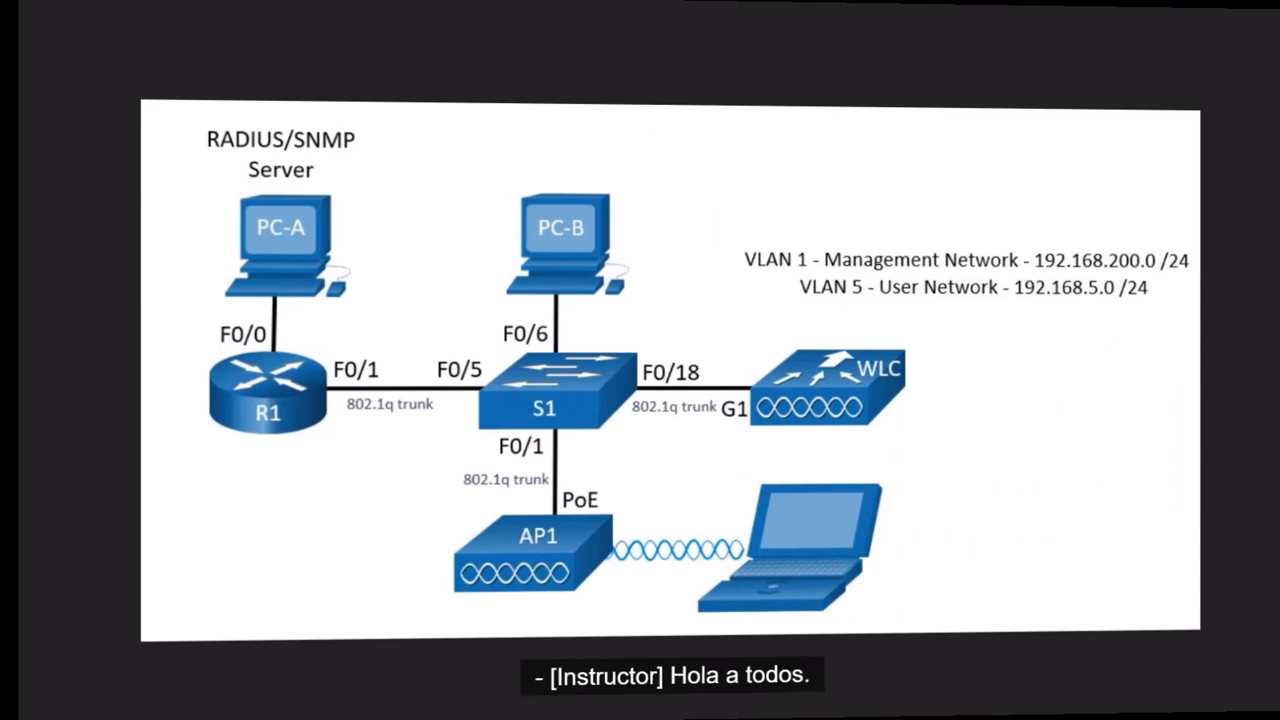 RADIUS/SNMP
Server
PC-A
PC-B
VLAN 1 - Management Network - 192.168.200.0 /24
VLAN 5 - User Network - 192.168.5.0 /24
F0/0
F0/6
F0/1
F0/5
F0/18
WLC
R1
802.1q trunk
S1
802.1q trunk
G1
F0/1
802.1q trunk
PoE
AP1
- [Instructor] Hola a todos.